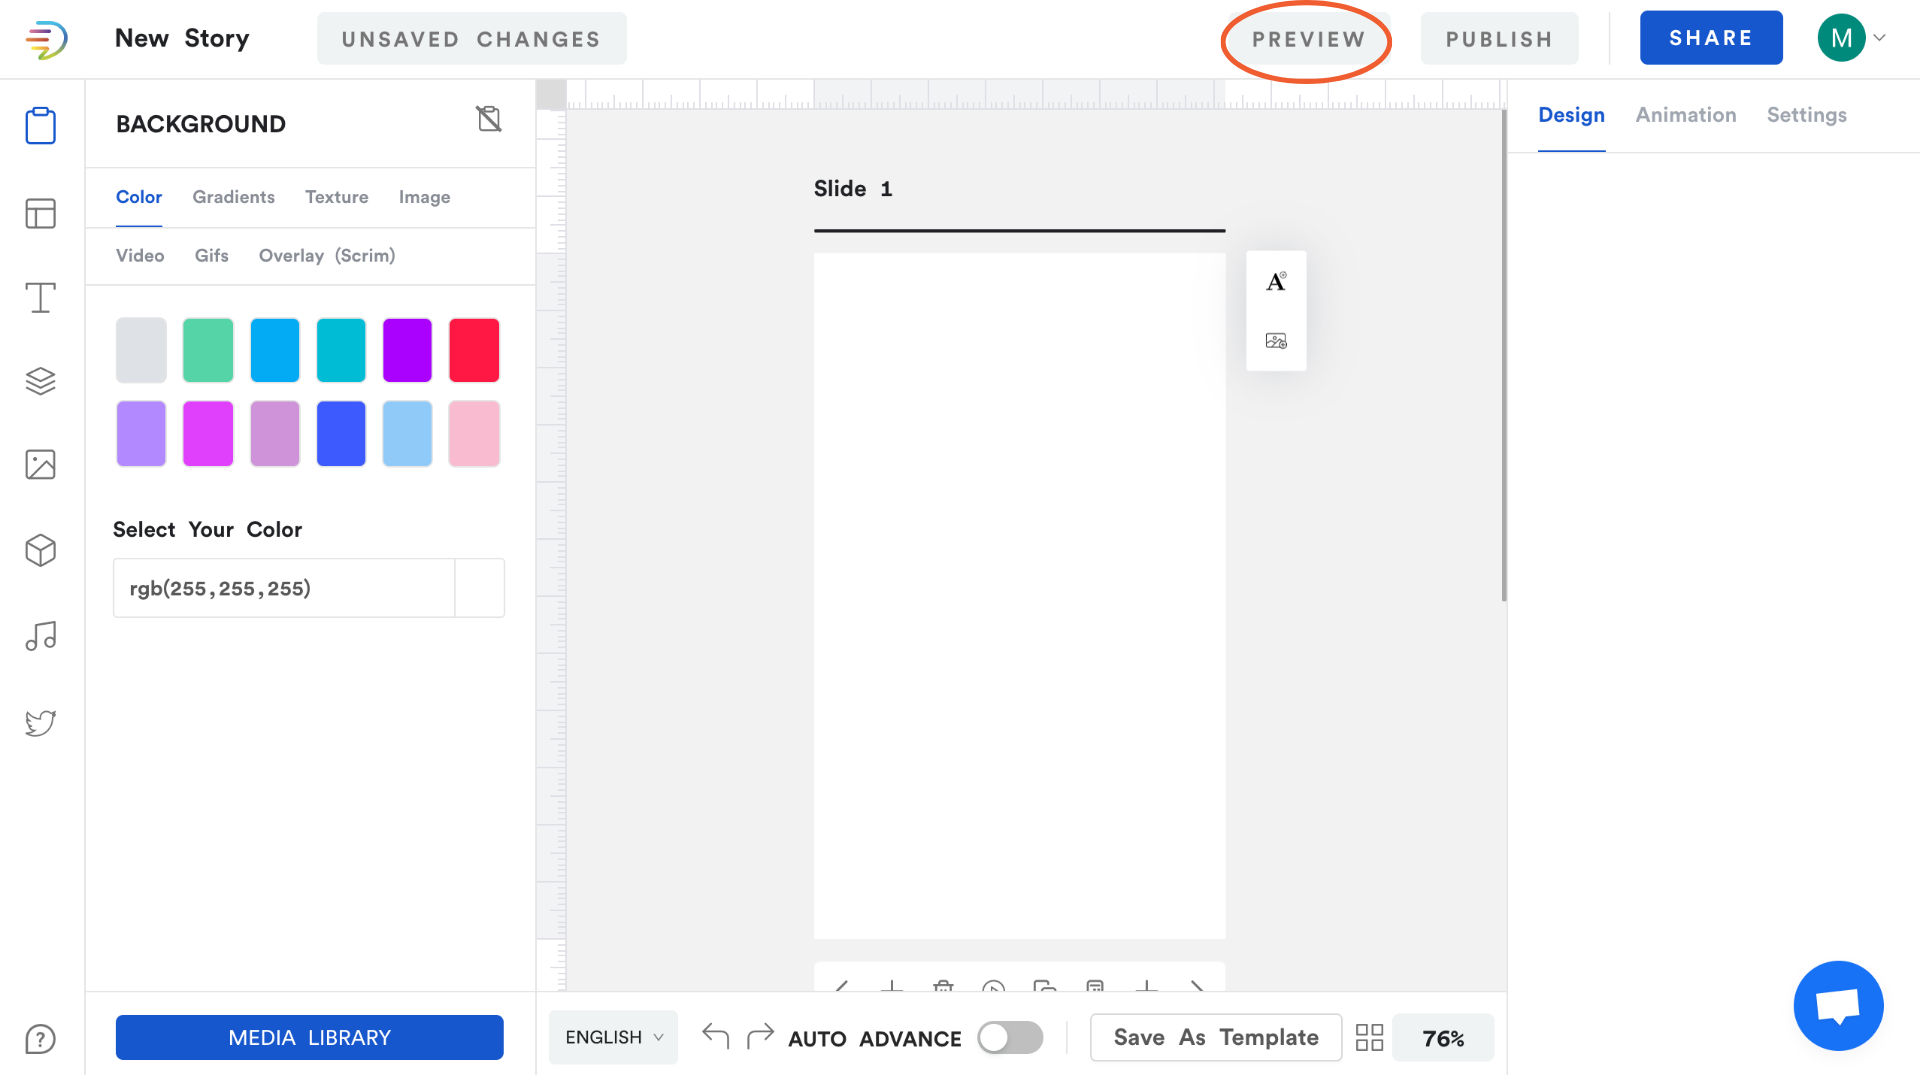 New Story
UNSAVED CHANGES
PREVIEW
PUBLISH
SHARE
M
BACKGROUND
Color Gradients Texture Image
Video Gifs Overlay (Scrim)
Select Your Color
rgb(255,255,255)
MEDIA LIBRARY
Slide 1
A
Design Animation Settings
ENGLISH
AUTO ADVANCE
Save As Template
76%